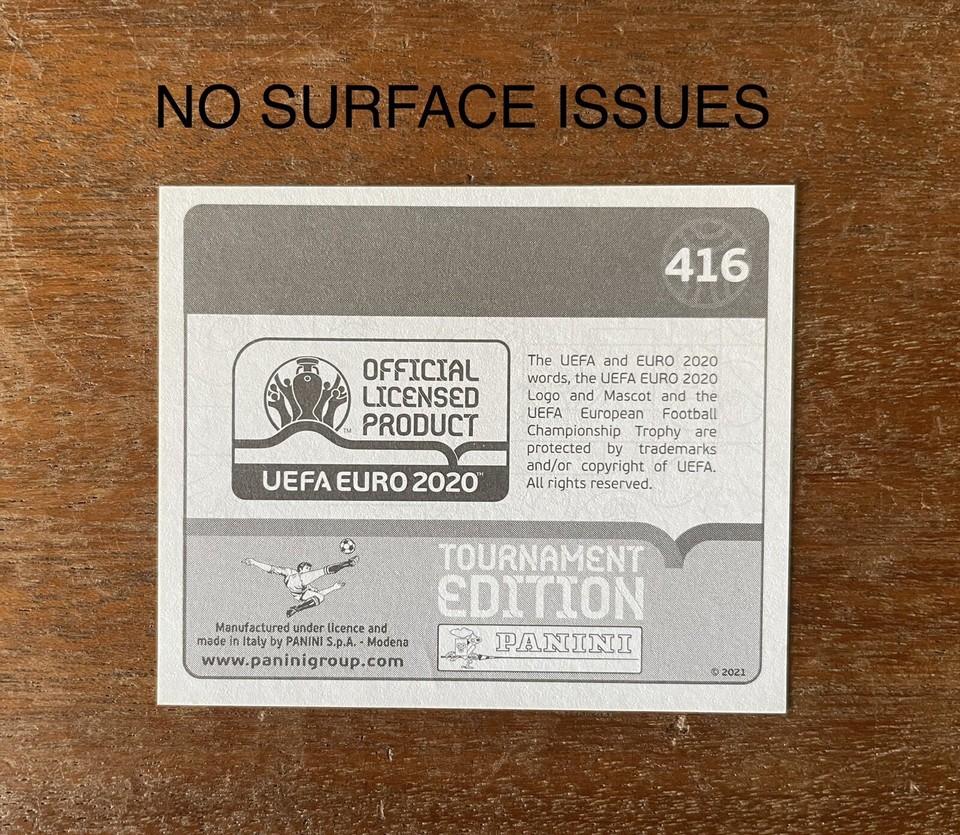 NO SURFACE ISSUES
416
OFFICIAL
LICENSED
PRODUCT
TM
UEFA EURO 2020™
The UEFA and EURO 2020
words, the UEFA EURO 2020
Logo and Mascot and the
UEFA European Football
Championship Trophy are
protected by trademarks
and/or copyright of UEFA.
All rights reserved.
TOURNAMENT
EDITION
Manufactured under licence and
made in Italy by PANINI S.p.A. - Modena
www.paninigroup.com
PANINI
© 2021